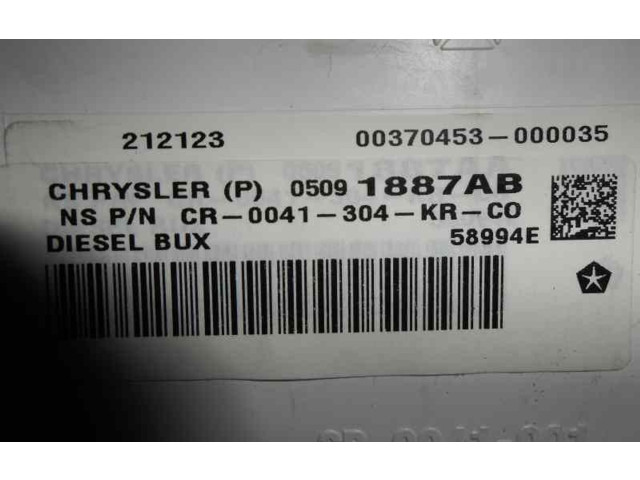 212123 00370453-000035
CHRYSLER (P) 0509 1887AB
NS P/N CR-0041-304-KR-CO
DIESEL BUX 58994E